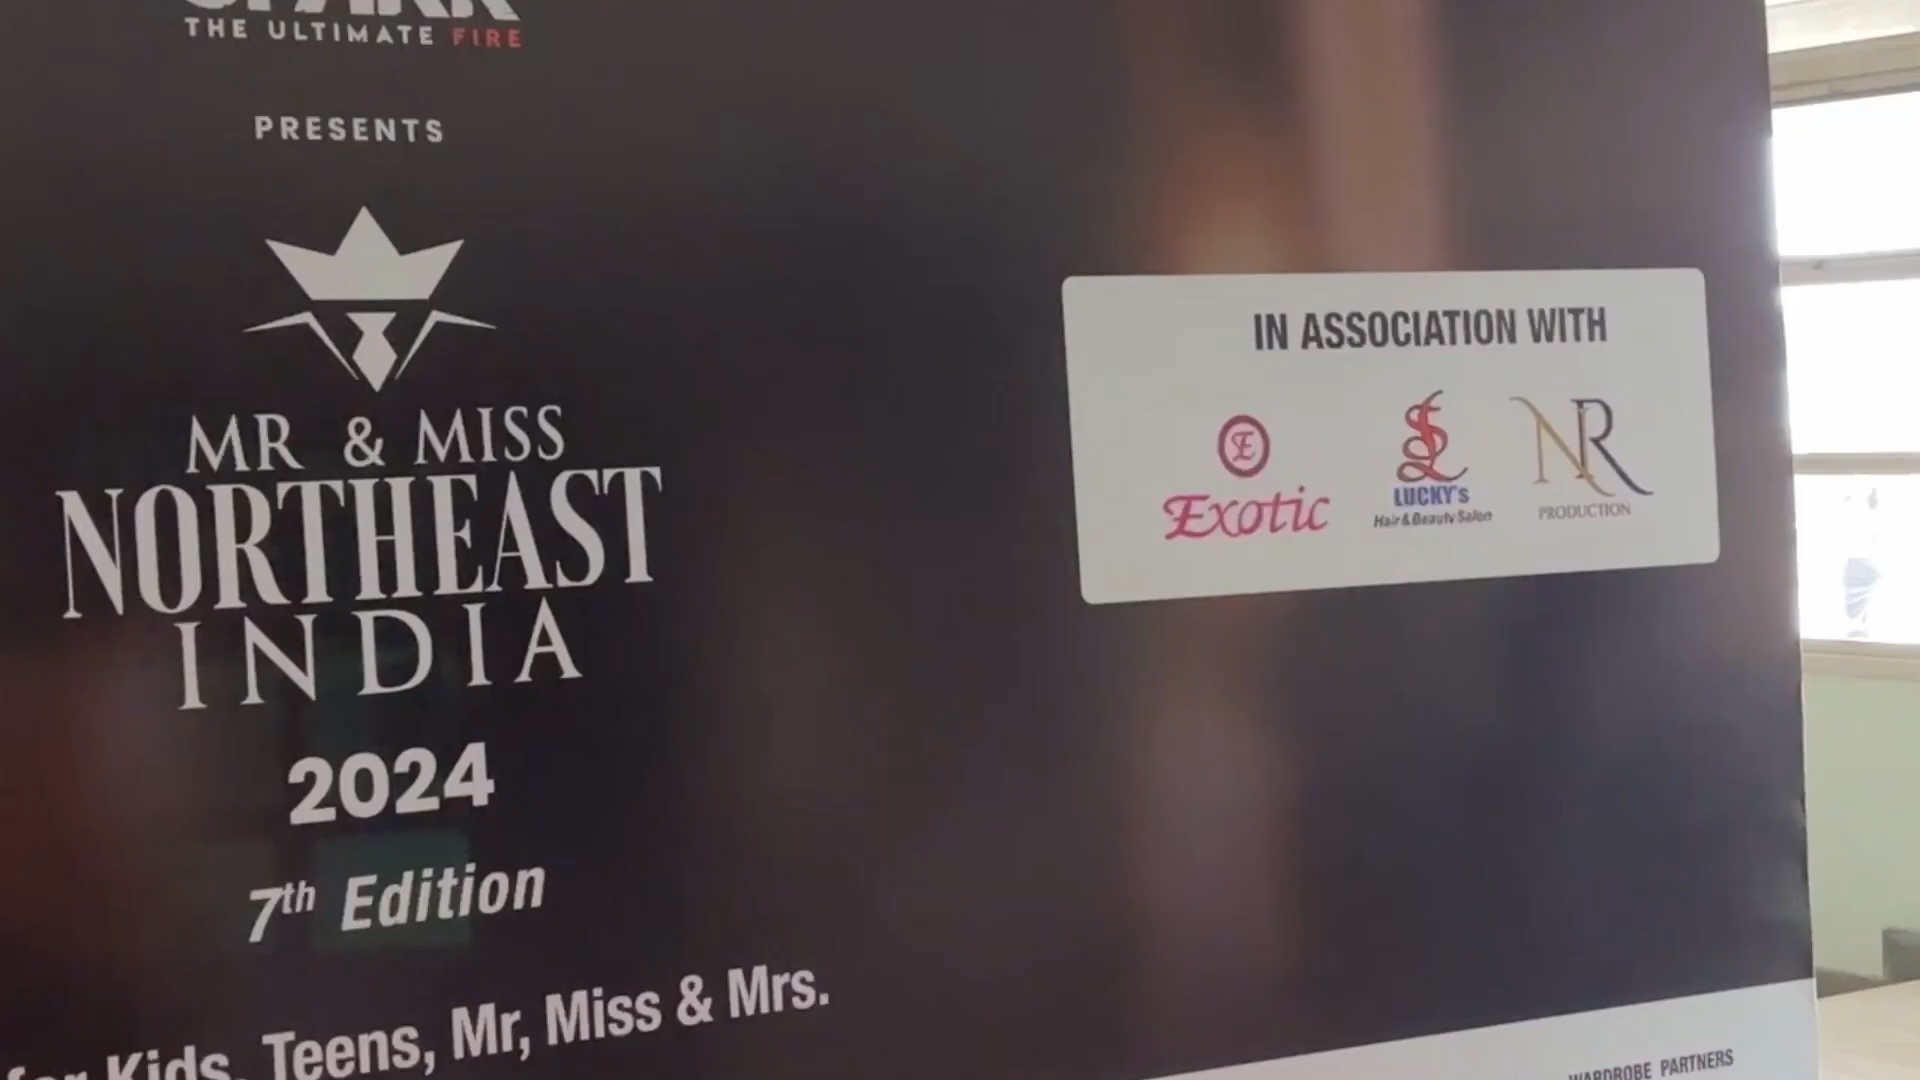 THE ULTIMATE FIRE
PRESENTS
MR & MISS
NORTHEAST
INDIA
2024
7th Edition
for Kids, Teens, Mr, Miss & Mrs.
IN ASSOCIATION WITH
E
Exotic
LUCKY's
Hair & Beauty Salon
NR
PRODUCTION
WARDROBE PARTNERS